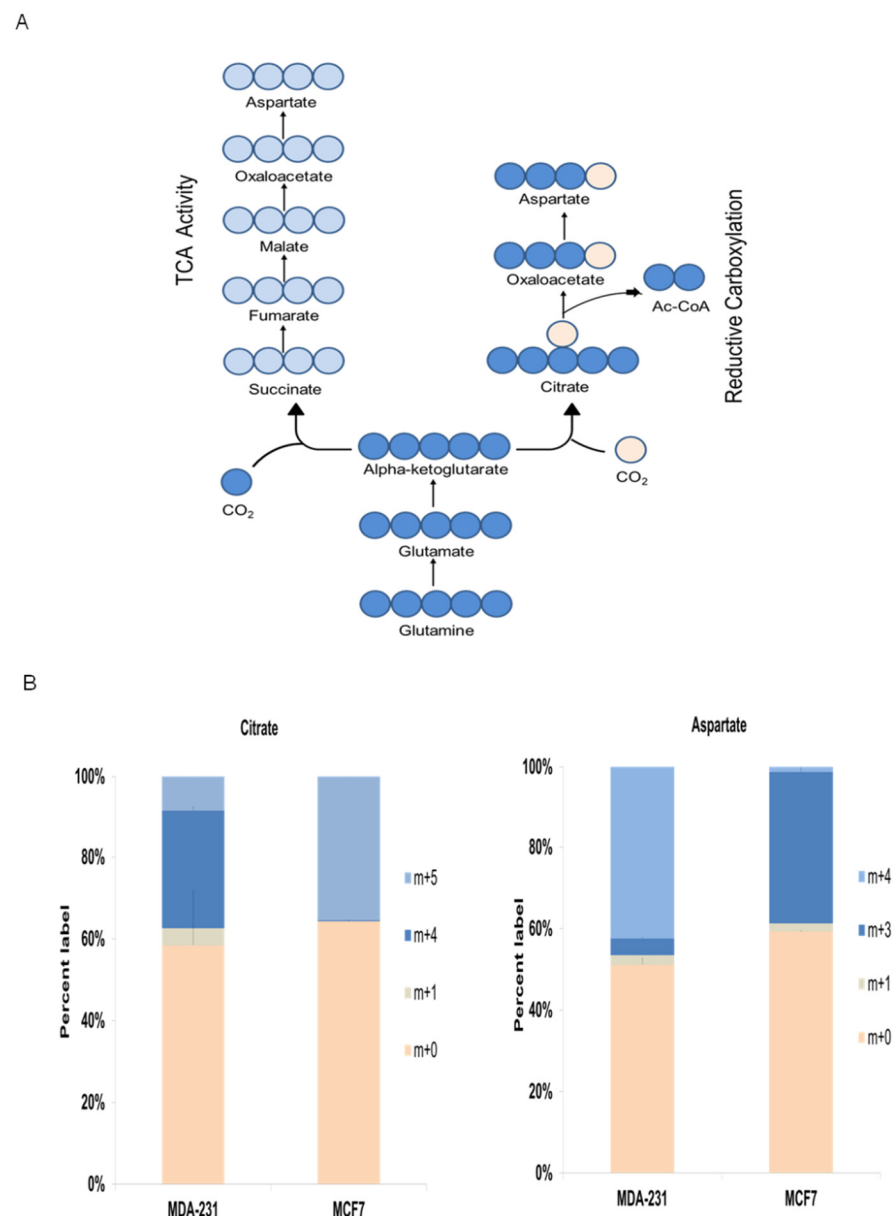 A
Aspartate
Oxaloacetate
Malate
Fumarate
Succinate
TCA Activity
CO₂
Aspartate
Oxaloacetate
Ac-CoA
Citrate
Reductive Carboxylation
CO₂
Alpha-ketoglutarate
Glutamate
Glutamine
B
Citrate
Percent label
100%
80%
60%
40%
20%
0%
MDA-231
MCF7
m+5
m+4
m+1
m+0
Aspartate
Percent label
100%
80%
60%
40%
20%
0%
MDA-231
MCF7
m+4
m+3
m+1
m+0